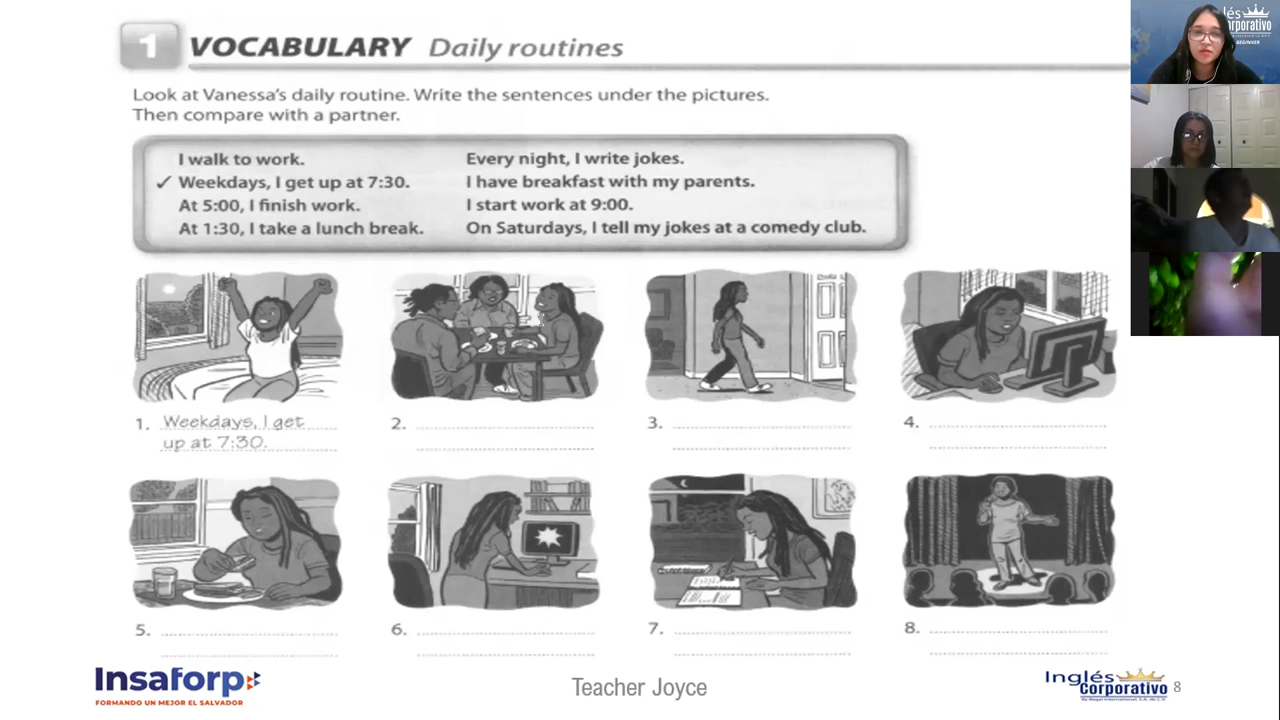 1 VOCABULARY Daily routines
Look at Vanessa's daily routine. Write the sentences under the pictures.
Then compare with a partner.
I walk to work.
✓ Weekdays, I get up at 7:30.
At 5:00, I finish work.
At 1:30, I take a lunch break.
Every night, I write jokes.
I have breakfast with my parents.
I start work at 9:00.
On Saturdays, I tell my jokes at a comedy club.
1. Weekdays, I get
up at 7:30.
2.
3.
4.
5.
6.
7.
8.
Insaforp
FORMANDO UN MEJOR EL SALVADOR
Teacher Joyce
Inglés
Corporativo
8
lés
orporativo
BEGINNER